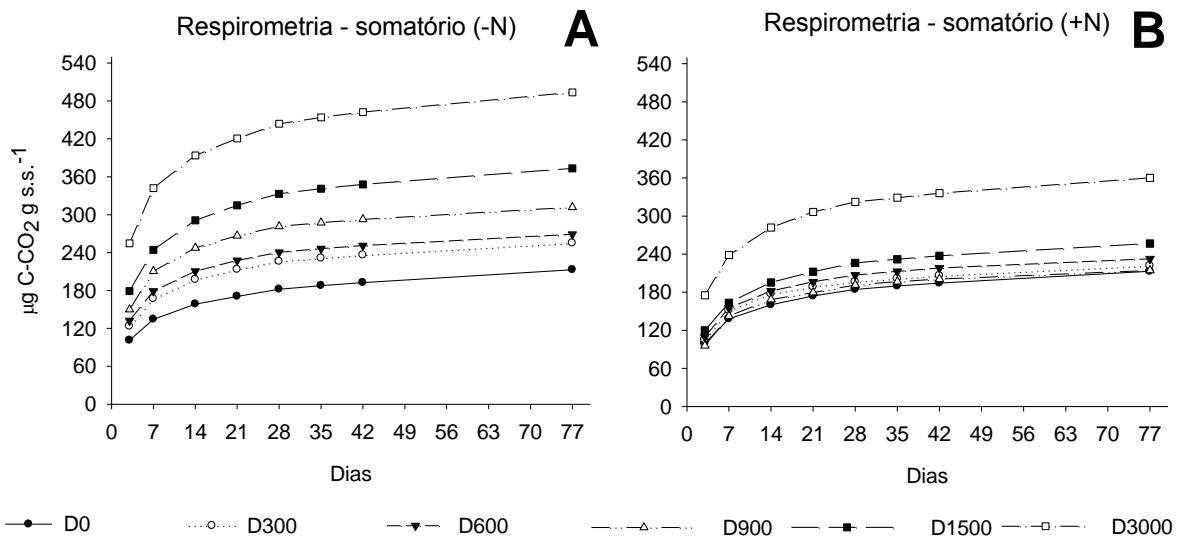 Respirometria - somatório (-N)
A
Respirometria - somatório (+N)
B
µg C-CO2 g s.s.-1
540
480
420
360
300
240
180
120
60
0
0 7 14 21 28 35 42 49 56 63 70 77
Dias
540
480
420
360
300
240
180
120
60
0
0 7 14 21 28 35 42 49 56 63 70 77
Dias
D0 D300 D600 D900 D1500 D3000